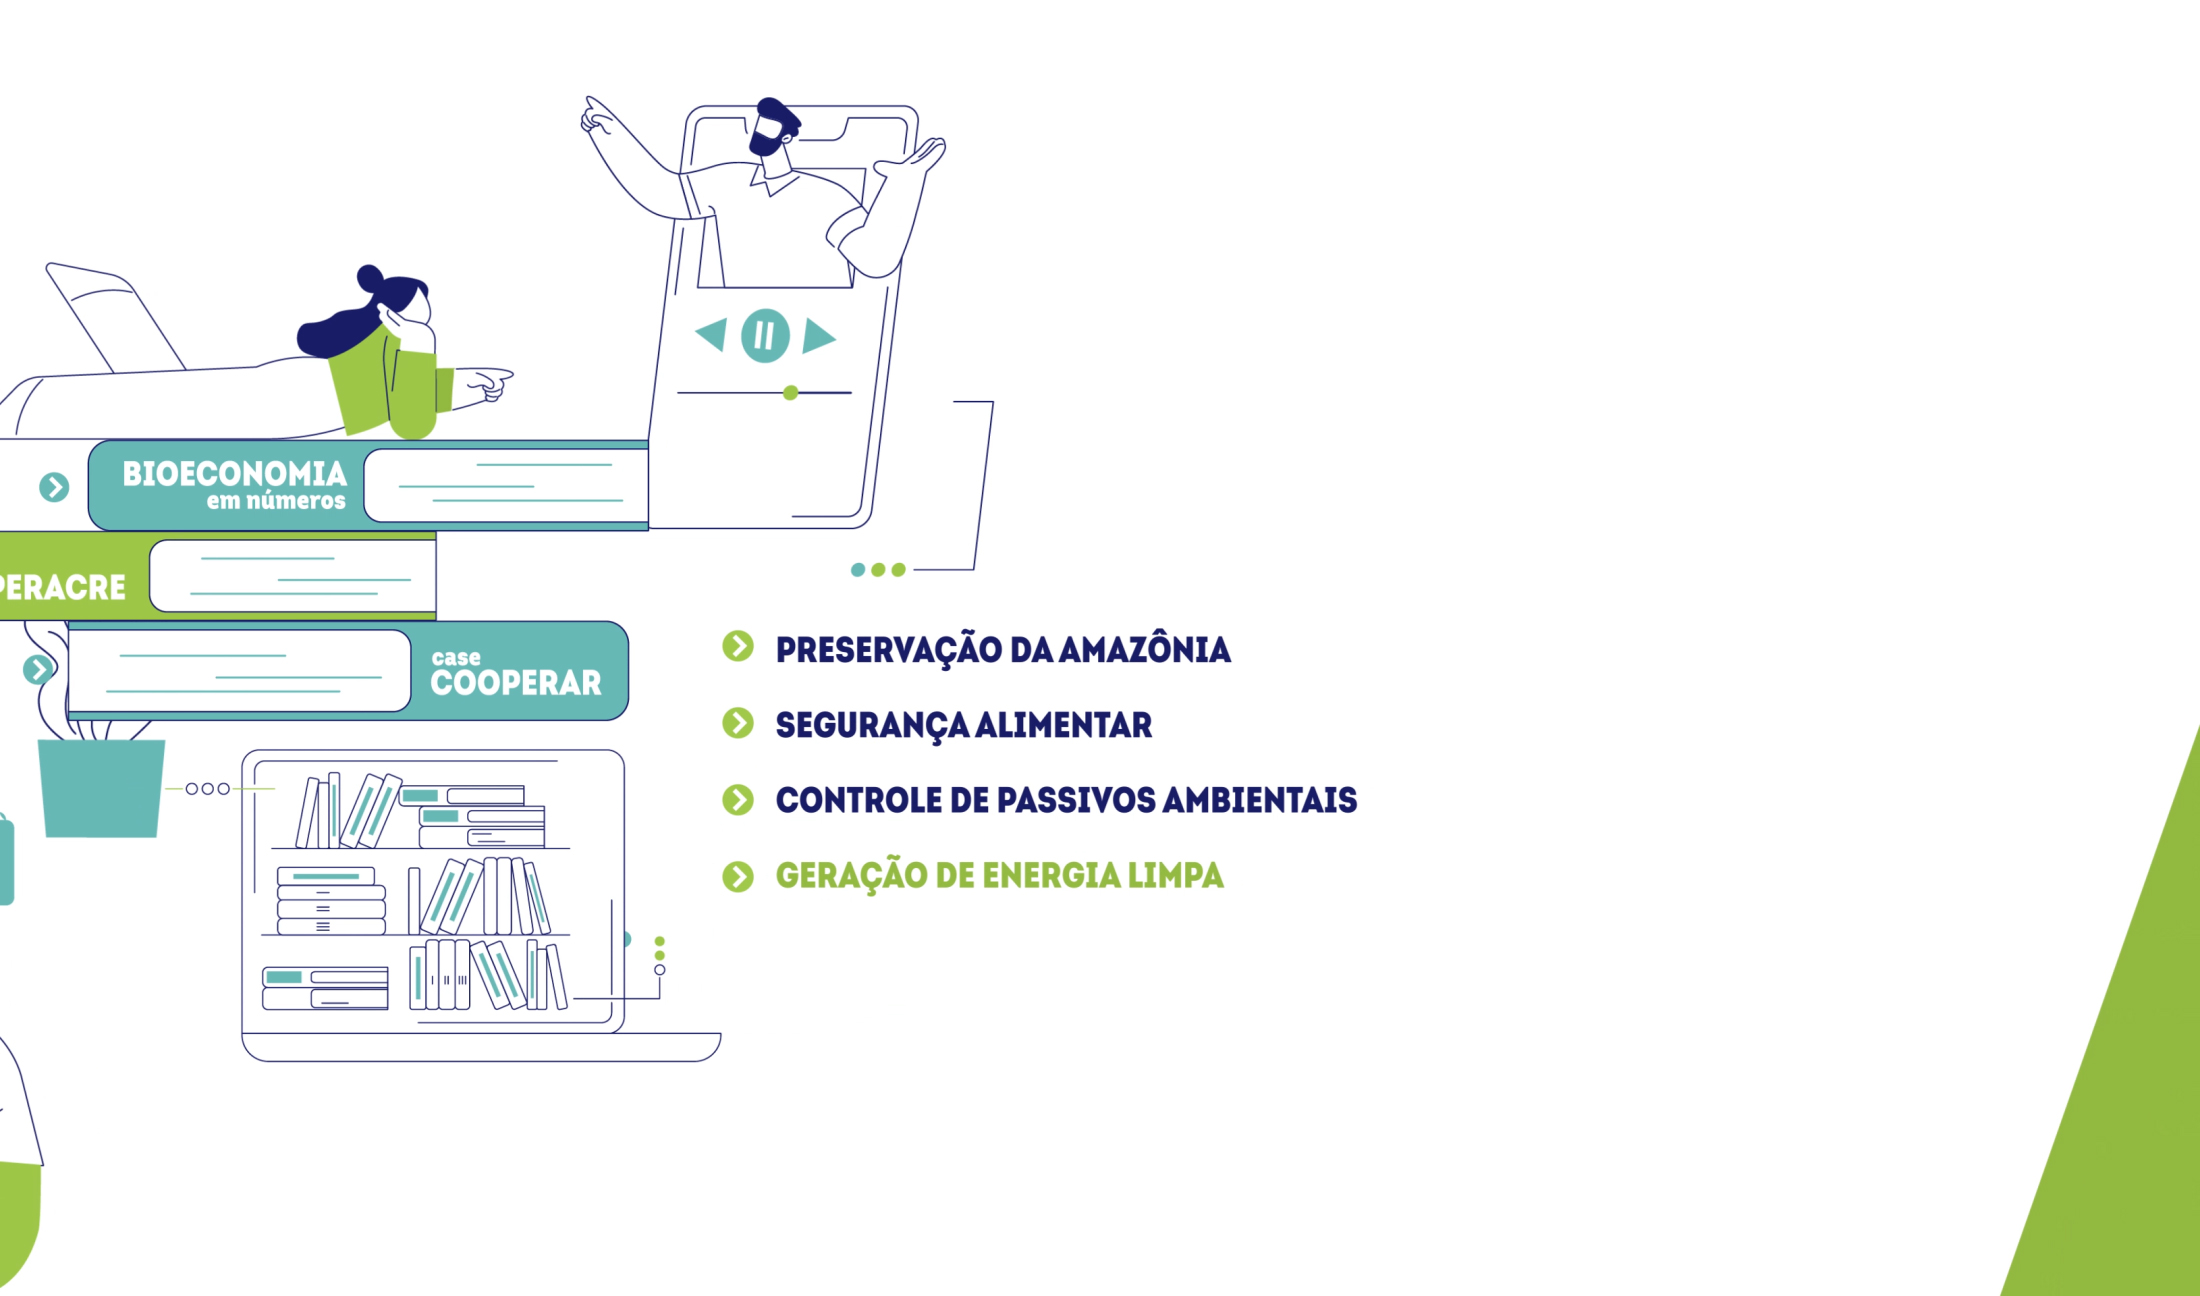 BIOECONOMIA
em números
PERACRE
case
COOPERAR
PRESERVAÇÃO DA AMAZÔNIA
SEGURANÇA ALIMENTAR
CONTROLE DE PASSIVOS AMBIENTAIS
GERAÇÃO DE ENERGIA LIMPA